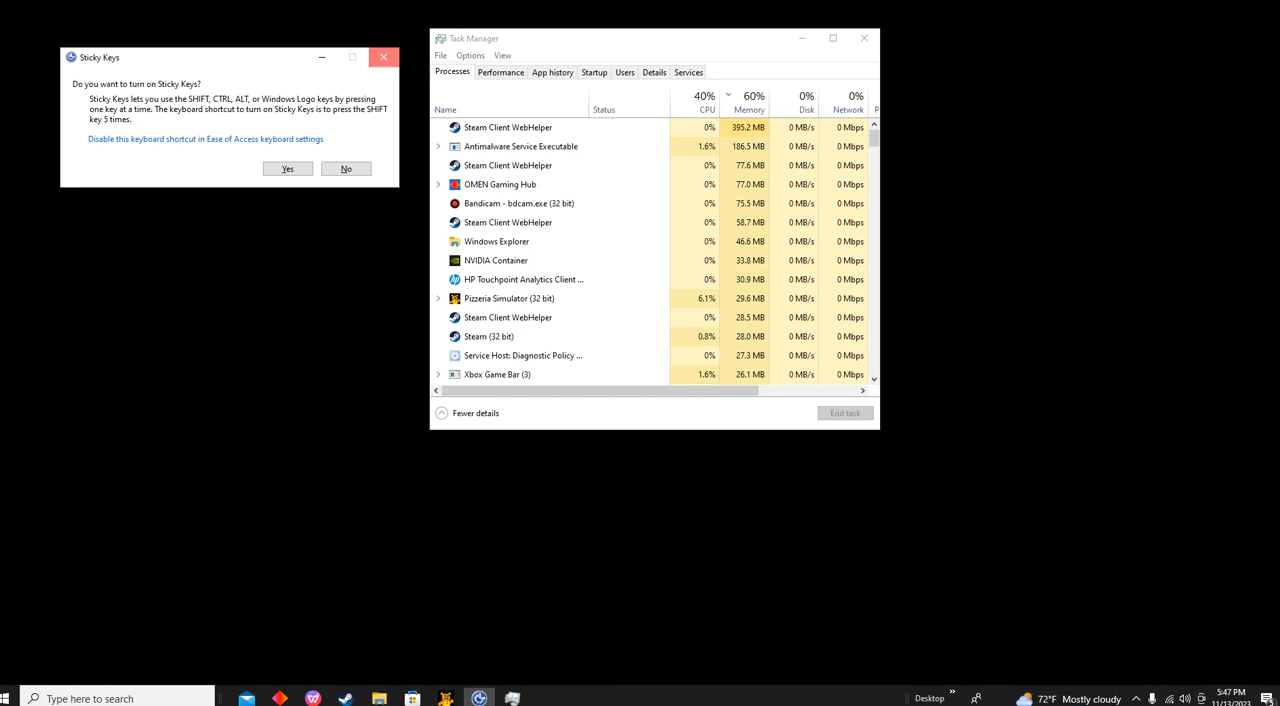 Sticky Keys
Do you want to turn on Sticky Keys?
Sticky Keys lets you use the SHIFT, CTRL, ALT, or Windows Logo keys by pressing
one key at a time. The keyboard shortcut to turn on Sticky Keys is to press the SHIFT
key 5 times.
Disable this keyboard shortcut in Ease of Access keyboard settings
Yes No
Task Manager
File Options View
Processes Performance App history Startup Users Details Services
40% 60% 0% 0%
Name Status CPU Memory Disk Network P
Steam Client WebHelper 0% 395.2 MB 0 MB/s 0 Mbps
Antimalware Service Executable 1.6% 186.5 MB 0 MB/s 0 Mbps
Steam Client WebHelper 0% 77.6 MB 0 MB/s 0 Mbps
OMEN Gaming Hub 0% 77.0 MB 0 MB/s 0 Mbps
Bandicam - bdcam.exe (32 bit) 0% 75.5 MB 0 MB/s 0 Mbps
Steam Client WebHelper 0% 58.7 MB 0 MB/s 0 Mbps
Windows Explorer 0% 46.6 MB 0 MB/s 0 Mbps
NVIDIA Container 0% 33.8 MB 0 MB/s 0 Mbps
HP Touchpoint Analytics Client ... 0% 30.9 MB 0 MB/s 0 Mbps
Pizzeria Simulator (32 bit) 6.1% 29.6 MB 0 MB/s 0 Mbps
Steam Client WebHelper 0% 28.5 MB 0 MB/s 0 Mbps
Steam (32 bit) 0.8% 28.0 MB 0 MB/s 0 Mbps
Service Host: Diagnostic Policy ... 0% 27.3 MB 0 MB/s 0 Mbps
Xbox Game Bar (3) 1.6% 26.1 MB 0 MB/s 0 Mbps
Fewer details End task
Type here to search Desktop 72°F Mostly cloudy 5:47 PM
11/13/2023